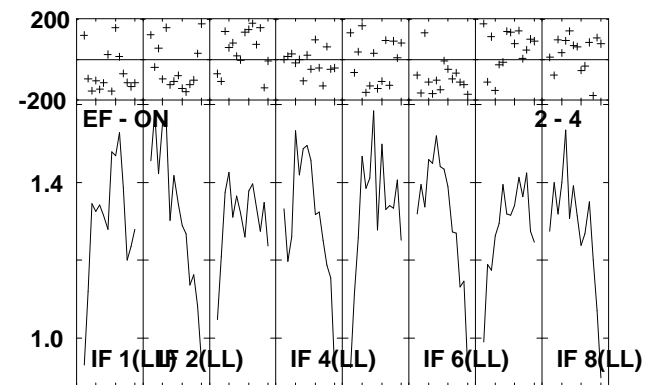 200
-200
EF - ON 2 - 4
1.4
1.0
IF 1(LL) IF 2(LL) IF 4(LL) IF 6(LL) IF 8(LL)